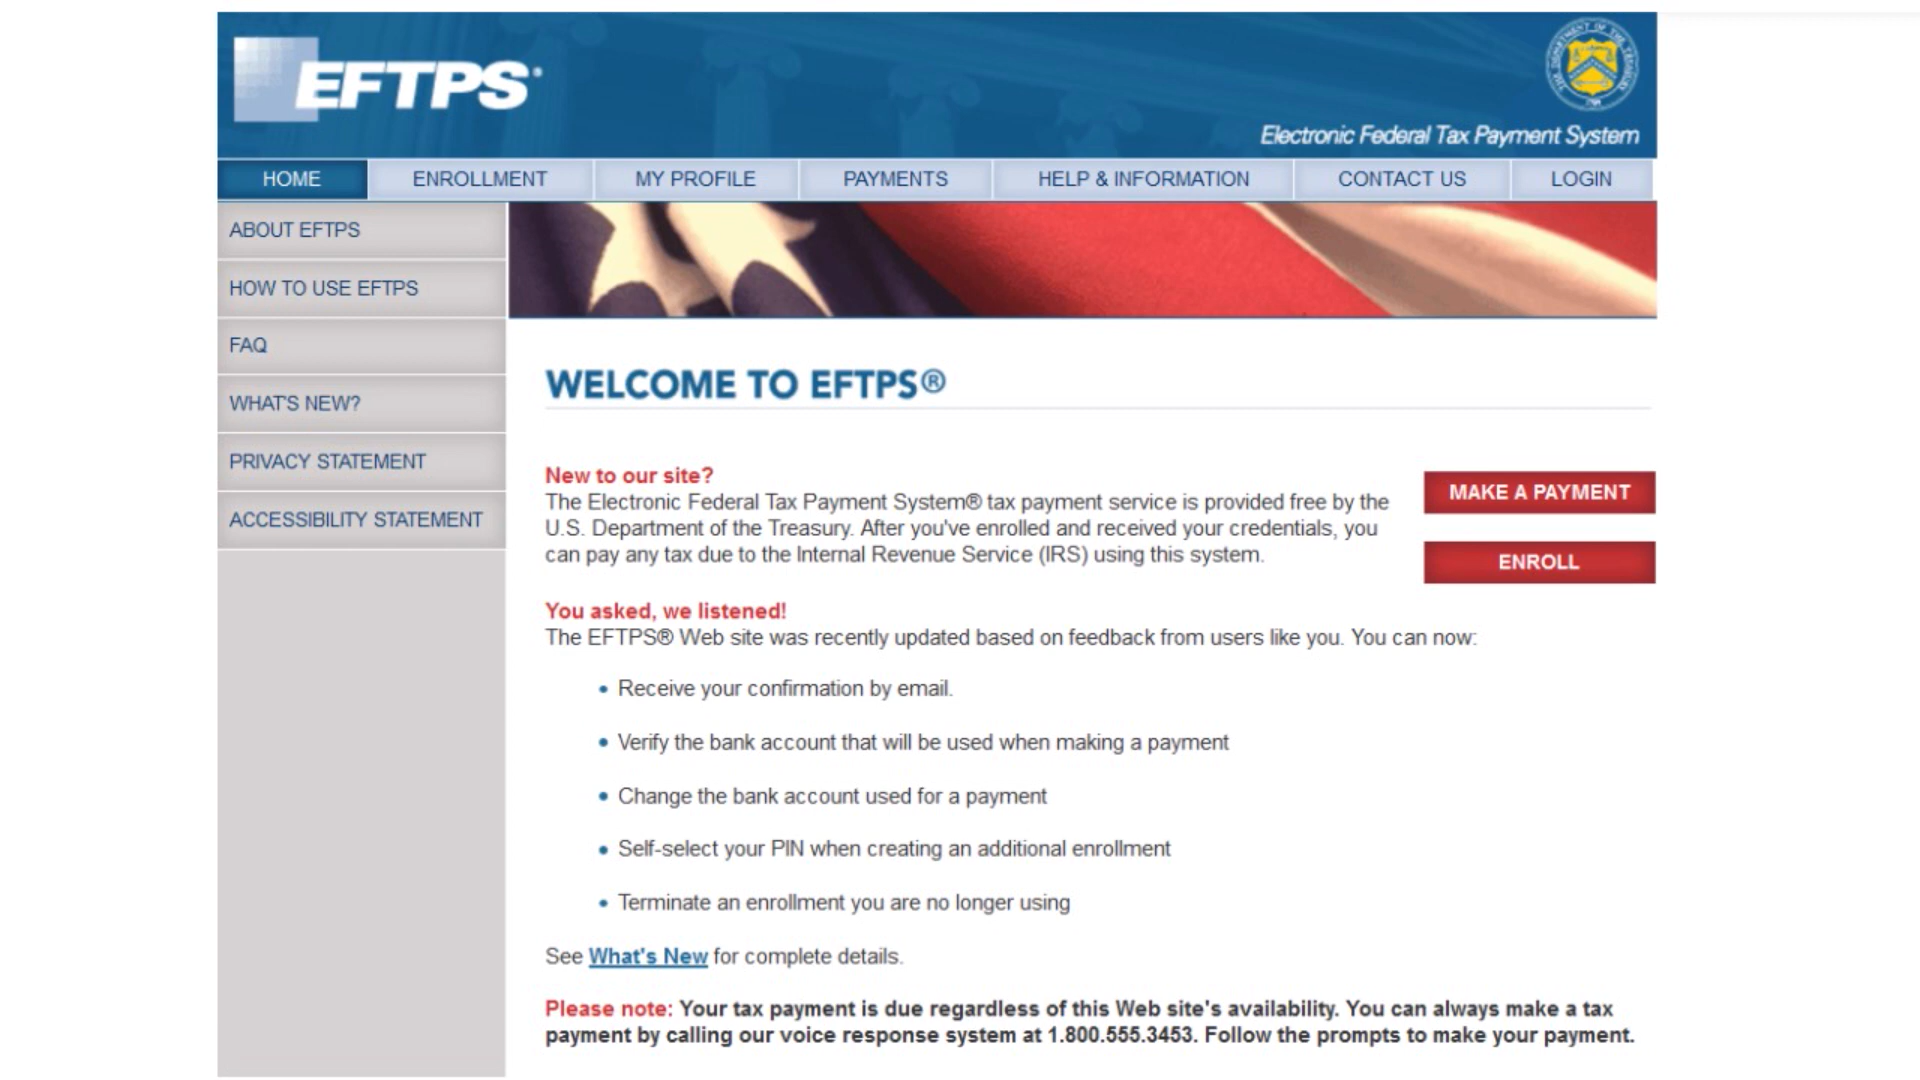 EFTPS®
THE DEPARTMENT OF THE TREASURY
1789
Electronic Federal Tax Payment System
HOME ENROLLMENT MY PROFILE PAYMENTS HELP & INFORMATION CONTACT US LOGIN
ABOUT EFTPS
HOW TO USE EFTPS
FAQ
WHAT'S NEW?
PRIVACY STATEMENT
ACCESSIBILITY STATEMENT
WELCOME TO EFTPS®
New to our site?
The Electronic Federal Tax Payment System® tax payment service is provided free by the
U.S. Department of the Treasury. After you've enrolled and received your credentials, you
can pay any tax due to the Internal Revenue Service (IRS) using this system.
MAKE A PAYMENT
ENROLL
You asked, we listened!
The EFTPS® Web site was recently updated based on feedback from users like you. You can now:
• Receive your confirmation by email.
• Verify the bank account that will be used when making a payment
• Change the bank account used for a payment
• Self-select your PIN when creating an additional enrollment
• Terminate an enrollment you are no longer using
See What's New for complete details.
Please note: Your tax payment is due regardless of this Web site's availability. You can always make a tax
payment by calling our voice response system at 1.800.555.3453. Follow the prompts to make your payment.